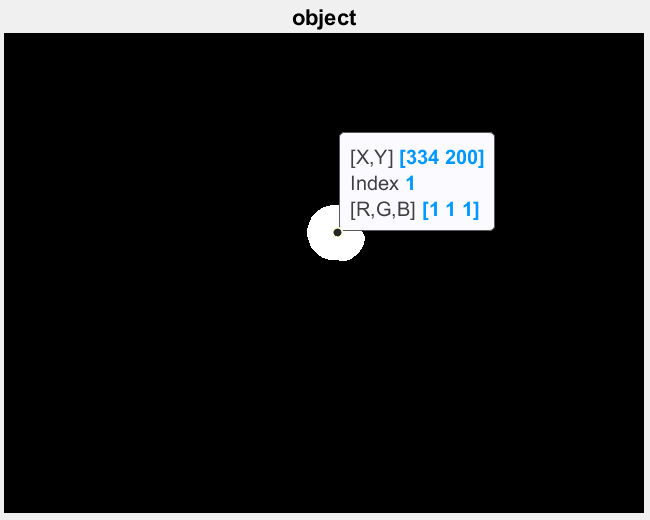 object
[X,Y] [334 200]
Index 1
[R,G,B] [1 1 1]